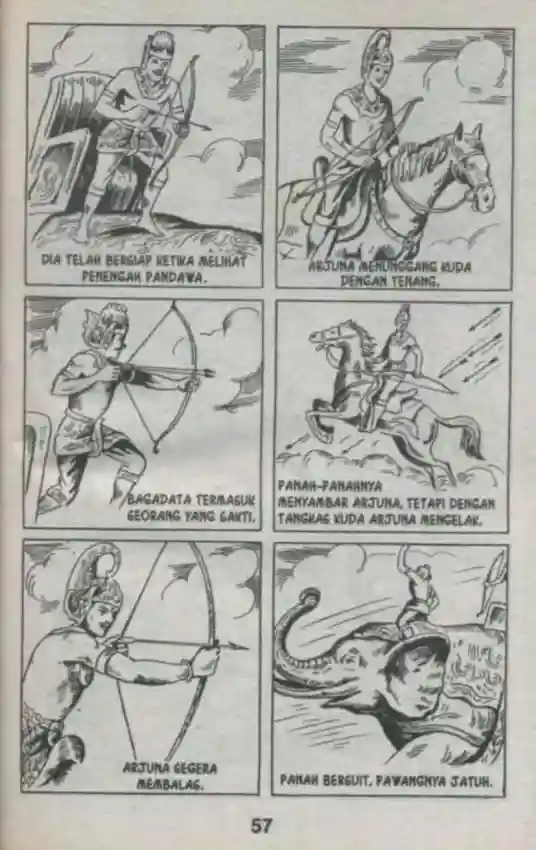 DIA TELAH BERSIAP KETIKA MELIHAT
PENENGAH PANDAWA.
ARJUNA MENUNGGANG KUDA
DENGAN TENANG.
BAGADATA TERMASUK
SEORANG YANG SAKTI.
PANAH-PANAHNYA
MENYAMBAR ARJUNA, TETAPI DENGAN
TANGKAS KUDA ARJUNA MENGELAK.
ARJUNA SEGERA
MEMBALAS.
PANAH BERSUIT, PAWANGNYA JATUH.
57